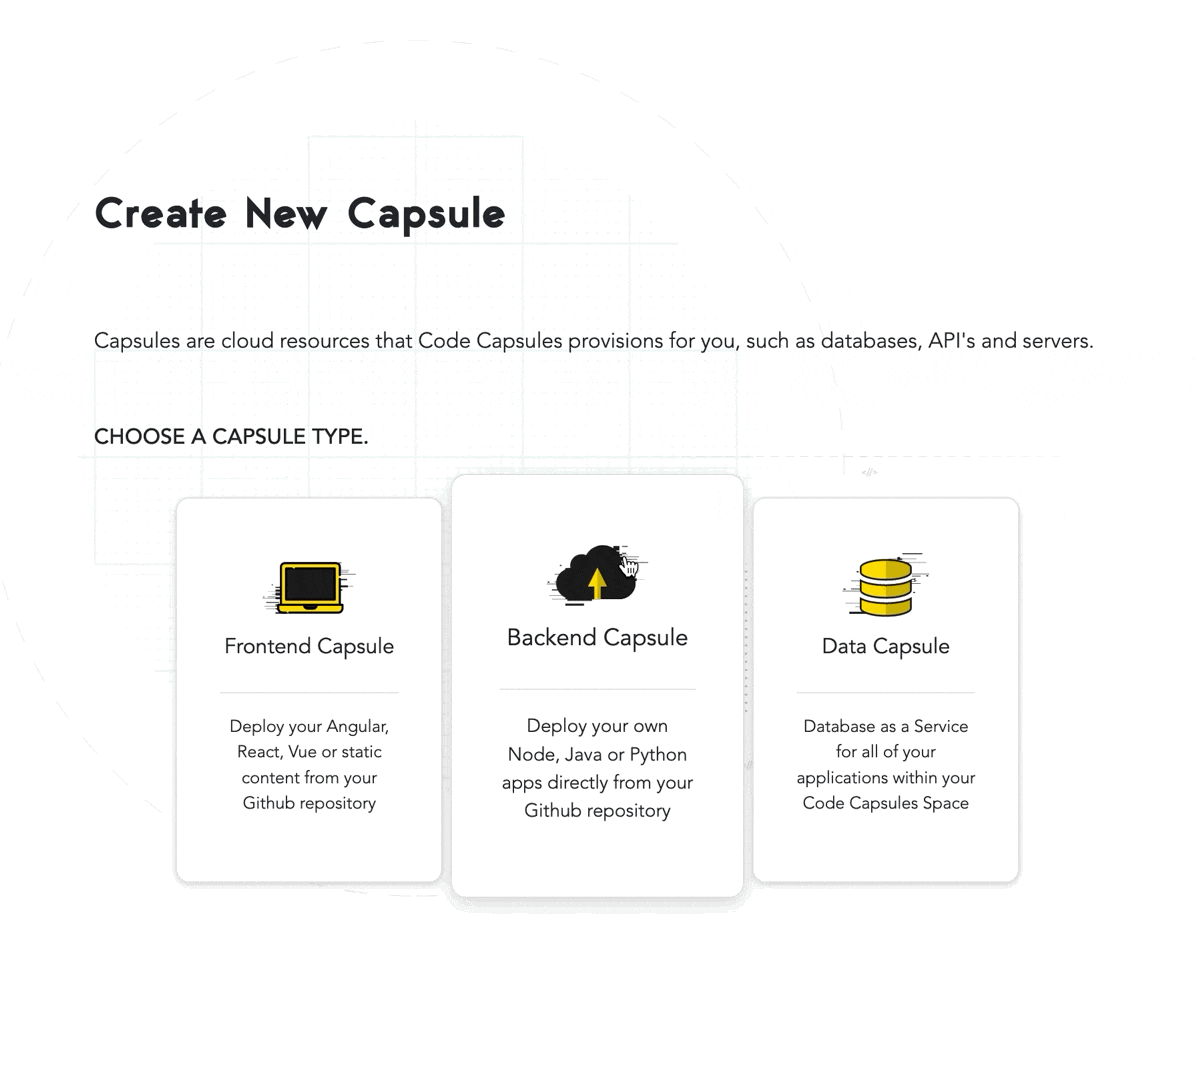 Create New Capsule
Capsules are cloud resources that Code Capsules provisions for you, such as databases, API's and servers.
CHOOSE A CAPSULE TYPE.
Frontend Capsule
Deploy your Angular,
React, Vue or static
content from your
Github repository
Backend Capsule
Deploy your own
Node, Java or Python
apps directly from your
Github repository
Data Capsule
Database as a Service
for all of your
applications within your
Code Capsules Space